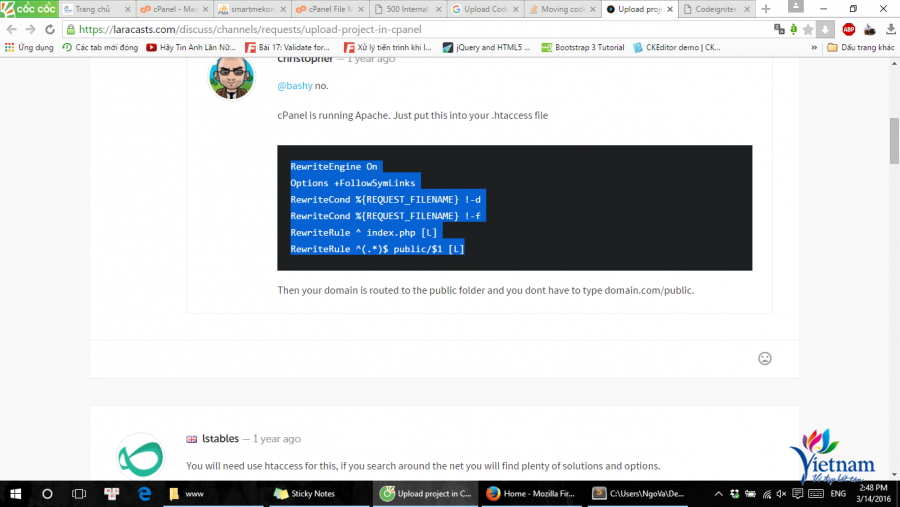 CỐC CỐC
Trang chủ
cPanel - Mai
smartmekon
cPanel File M
500 Internal
Upload Code
Moving code
Upload proje
Codeigniter
https://laracasts.com/discuss/channels/requests/upload-project-in-cpanel
ABP
Ứng dụng
Các tab mới đóng
Hãy Tin Anh Lần Nữ...
Bài 17: Validate for...
Xử lý tiến trình khi l...
jQuery and HTML5 ...
Bootstrap 3 Tutorial
CKEditor demo | CK...
»
Dấu trang khác
christopher — 1 year ago
@bashy no.
cPanel is running Apache. Just put this into your .htaccess file
RewriteEngine On
Options +FollowSymLinks
RewriteCond %{REQUEST_FILENAME} !-d
RewriteCond %{REQUEST_FILENAME} !-f
RewriteRule ^ index.php [L]
RewriteRule ^(.*)$ public/$1 [L]
Then your domain is routed to the public folder and you dont have to type domain.com/public.
lstables — 1 year ago
You will need use htaccess for this, if you search around the net you will find plenty of solutions and options.
Vietnam
www
Sticky Notes
Upload project in C...
Home - Mozilla Fir...
C:\Users\NgoVa\De...
ENG
2:48 PM
3/14/2016